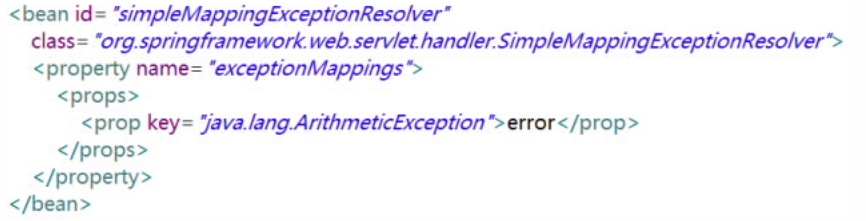 <bean id="simpleMappingExceptionResolver"
class="org.springframework.web.servlet.handler.SimpleMappingExceptionResolver">
<property name="exceptionMappings">
<props>
<prop key="java.lang.ArithmeticException">error</prop>
</props>
</property>
</bean>